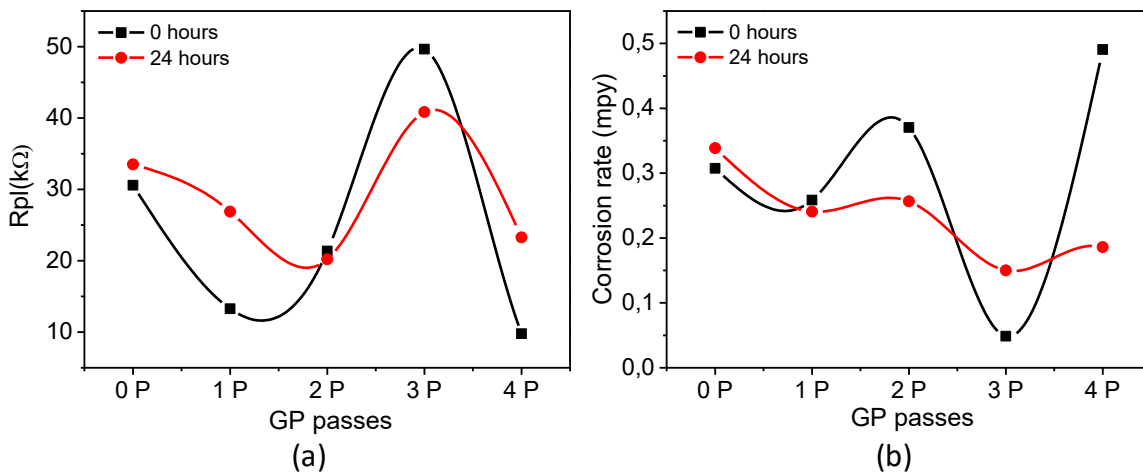 50
40
30
20
10
Rpl(kΩ)
0 hours
24 hours
0 P 1 P 2 P 3 P 4 P
GP passes
(a)
0,5
0,4
0,3
0,2
0,1
0,0
Corrosion rate (mpy)
0 hours
24 hours
0 P 1 P 2 P 3 P 4 P
GP passes
(b)